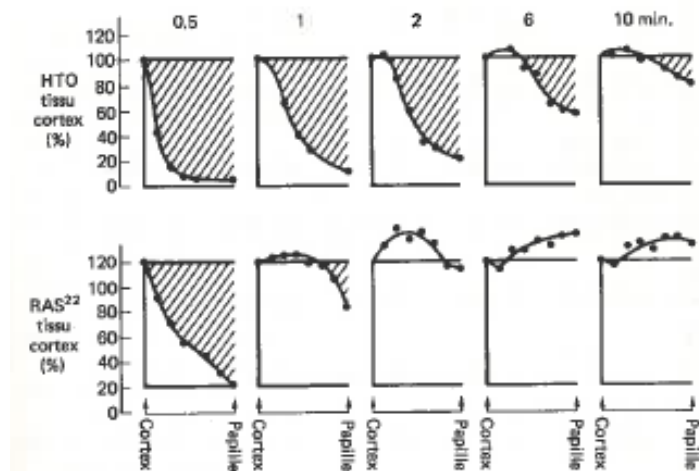 0.5 1 2 6 10 min.
HTO
tissu
cortex
(%)
120
100
80
60
40
20
0
RAS²²
tissu
cortex
(%)
120
100
80
60
40
20
0
Cortex Papille Cortex Papille Cortex Papille Cortex Papille Cortex Papille